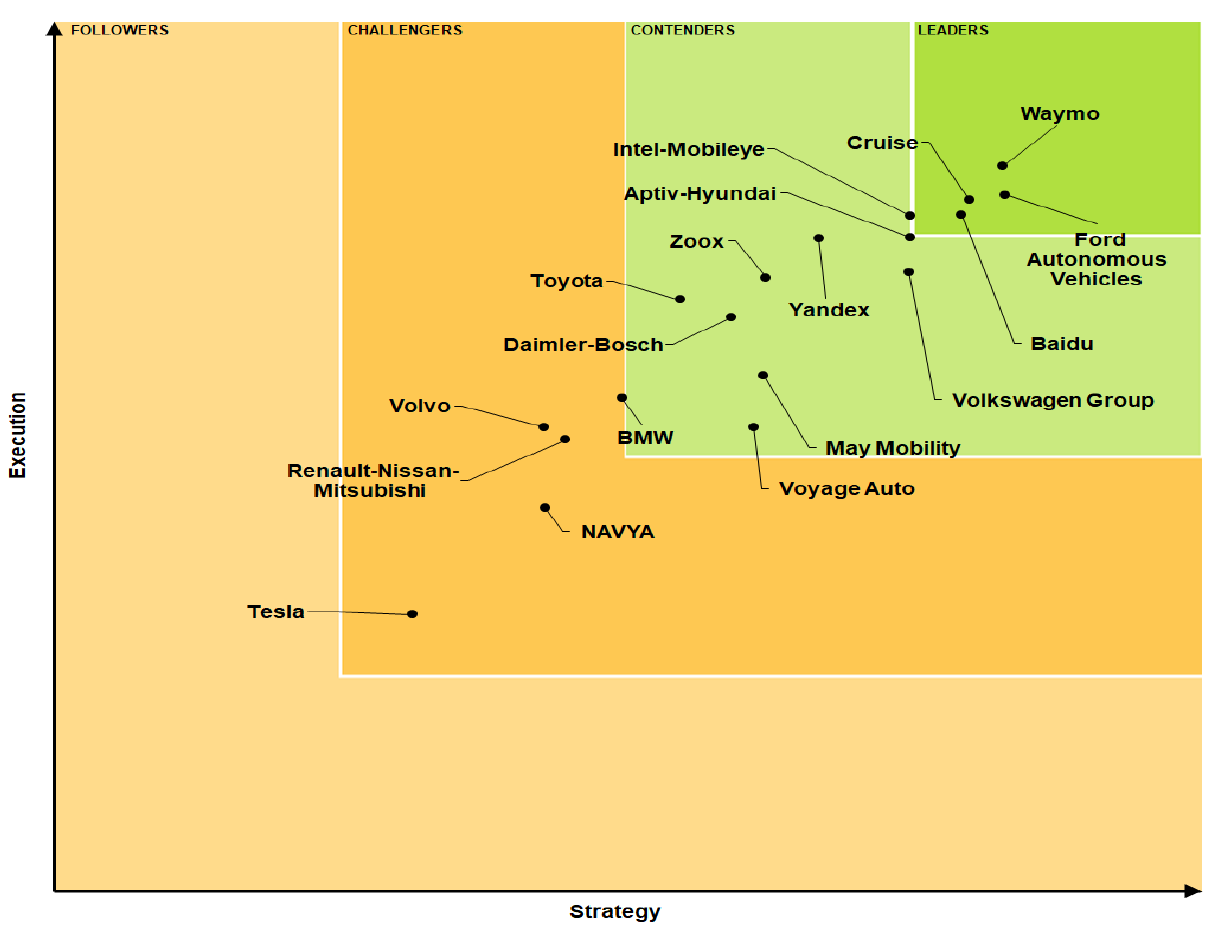 FOLLOWERS
CHALLENGERS
CONTENDERS
LEADERS
Waymo
Cruise
Intel-Mobileye
Aptiv-Hyundai
Zoox
Ford
Autonomous
Vehicles
Toyota
Yandex
Daimler-Bosch
Baidu
Volkswagen Group
Volvo
BMW
May Mobility
Renault-Nissan-
Mitsubishi
Voyage Auto
NAVYA
Tesla
Execution
Strategy